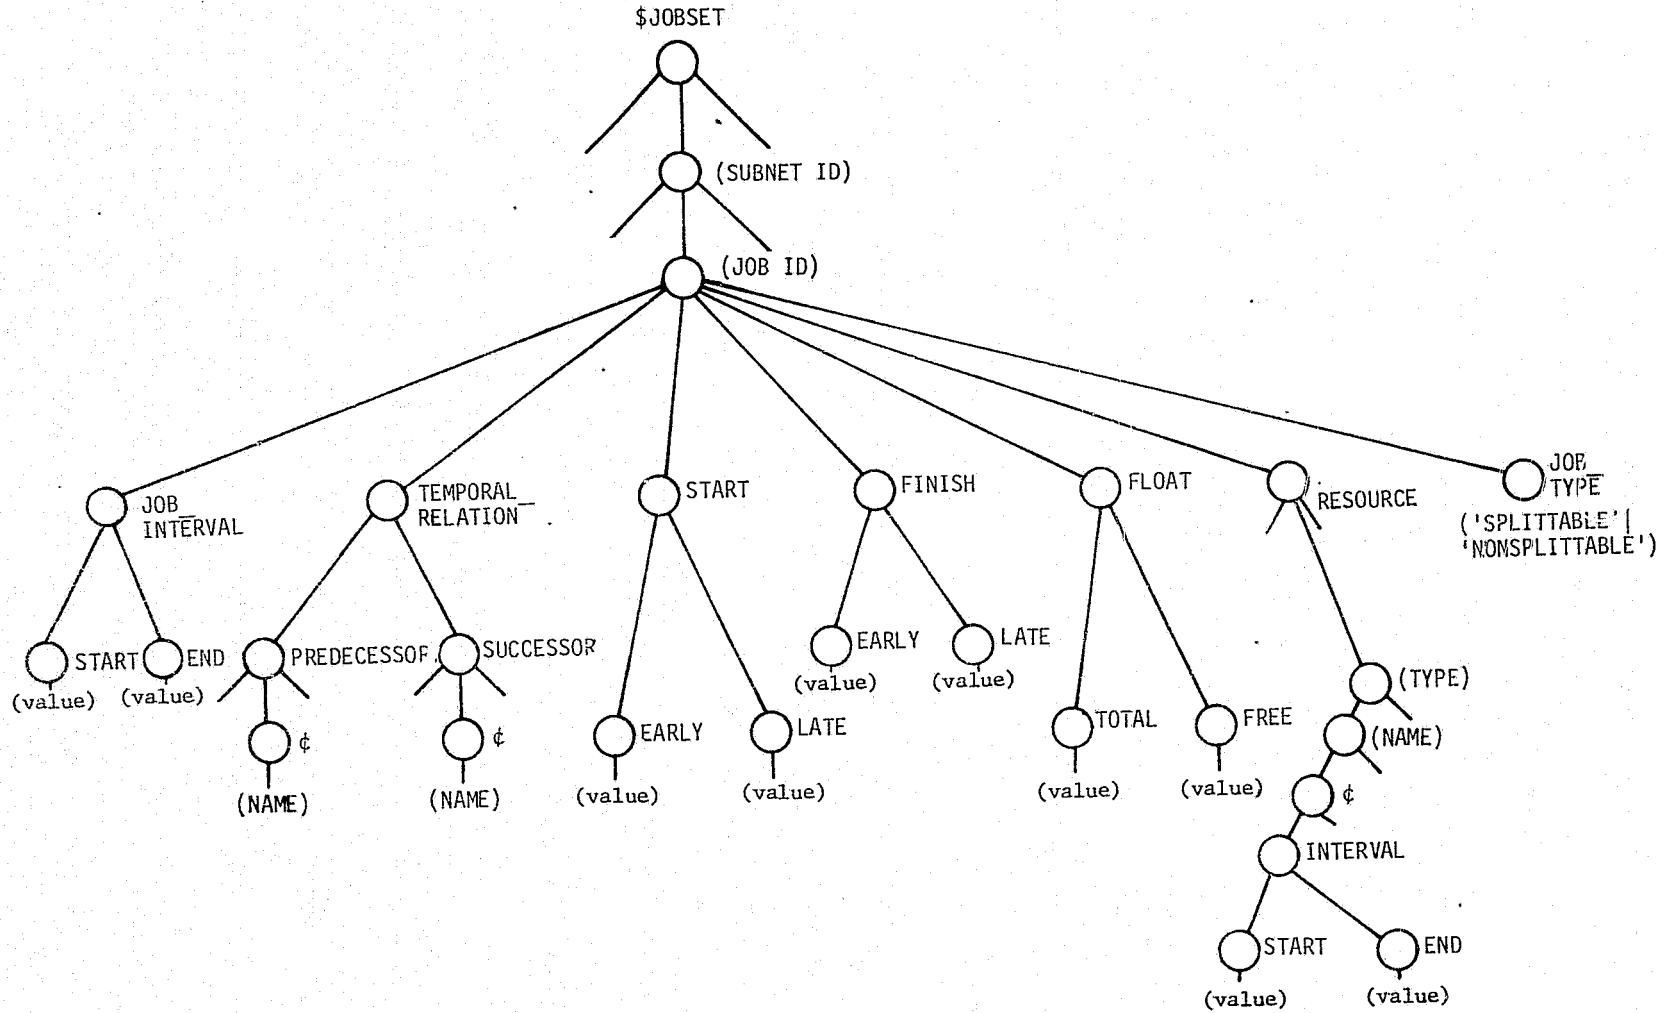 $JOBSET
(SUBNET ID)
(JOB ID)
JOB_
INTERVAL
TEMPORAL_
RELATION
START
FINISH
FLOAT
RESOURCE
JOB_
TYPE
('SPLITTABLE'|
'NONSPLITTABLE')
START
(value)
END
(value)
PREDECESSOR
¢
(NAME)
SUCCESSOR
¢
(NAME)
EARLY
(value)
LATE
(value)
EARLY
(value)
LATE
(value)
TOTAL
(value)
FREE
(value)
(TYPE)
(NAME)
¢
INTERVAL
START
(value)
END
(value)